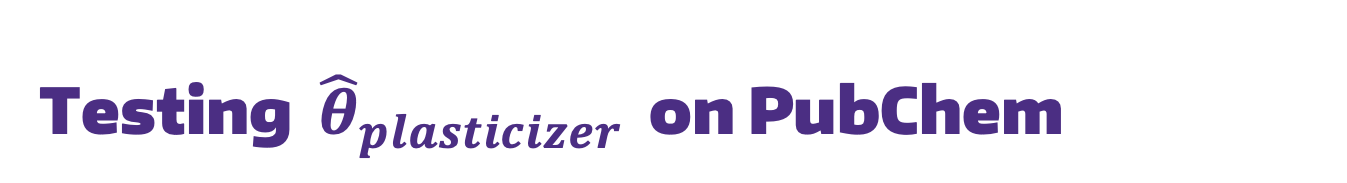 Testing θ̂_plasticizer on PubChem